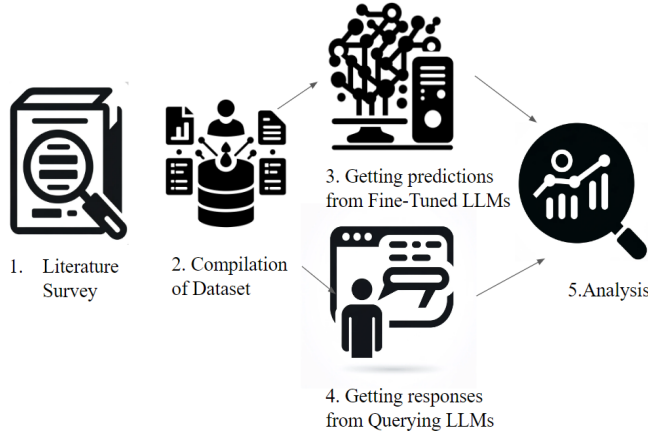 1. Literature
Survey
2. Compilation
of Dataset
3. Getting predictions
from Fine-Tuned LLMs
4. Getting responses
from Querying LLMs
5.Analysis